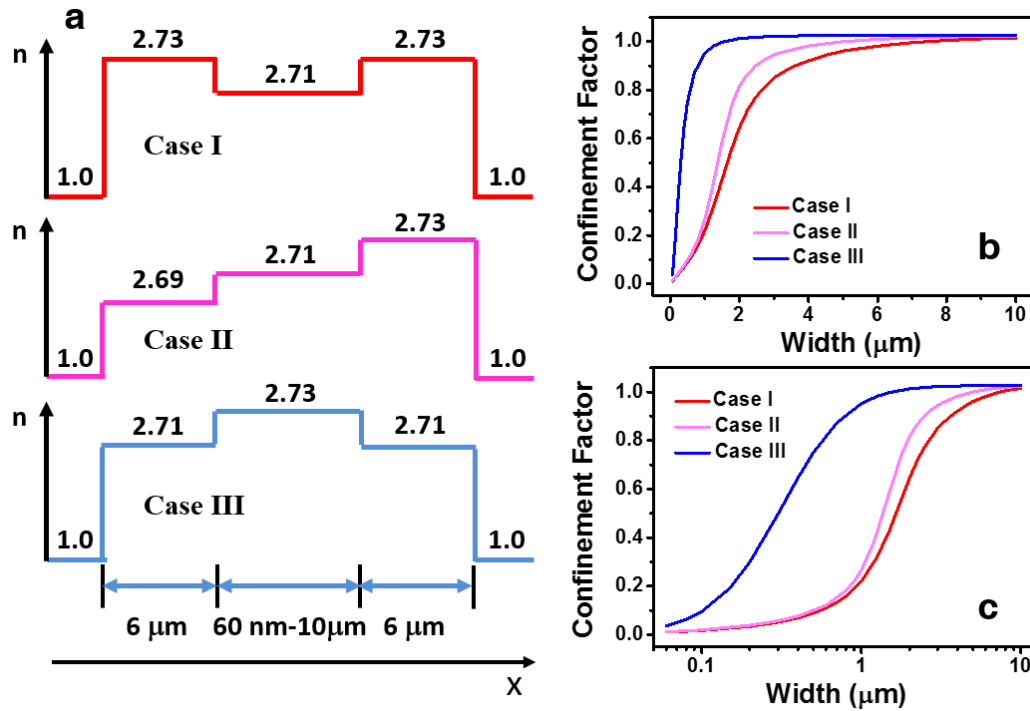 a
n
2.73
2.71
2.73
Case I
1.0
1.0
n
2.69
2.71
2.73
Case II
1.0
1.0
n
2.71
2.73
2.71
Case III
1.0
1.0
6 μm
60 nm-10μm
6 μm
X
Confinement Factor
1.0
0.8
0.6
0.4
0.2
0.0
Case I
Case II
Case III
b
0
2
4
6
8
10
Width (μm)
Confinement Factor
1.0
0.8
0.6
0.4
0.2
0.0
Case I
Case II
Case III
c
0.1
1
10
Width (μm)